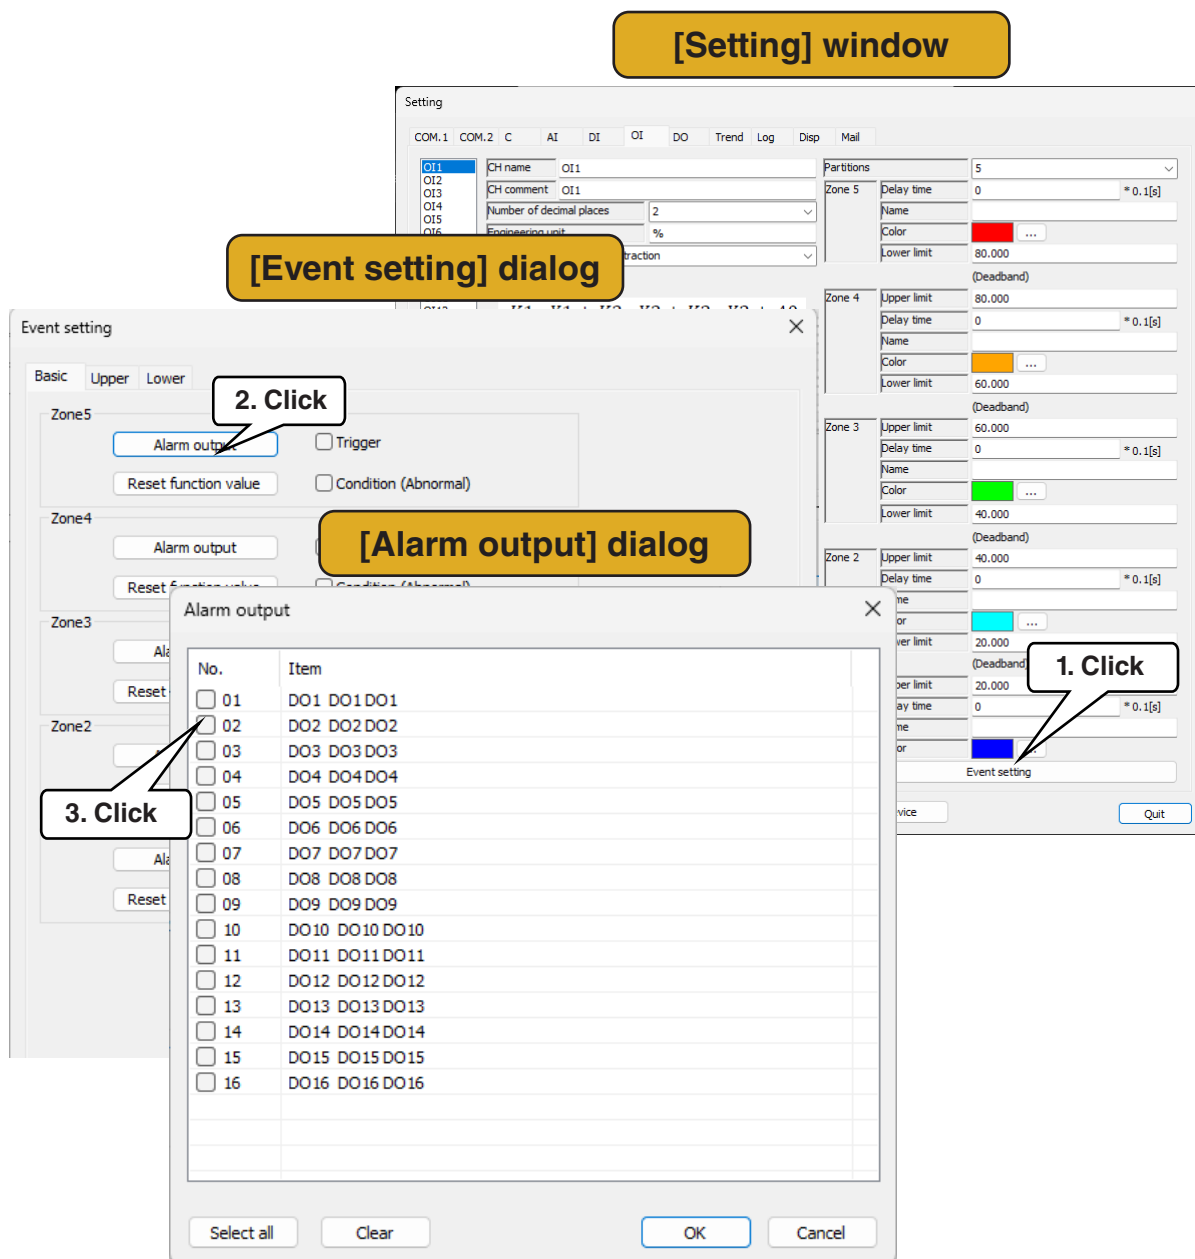 [Setting] window
Setting
COM.1 COM.2 C AI DI OI DO Trend Log Disp Mail
OI1
OI2
OI3
OI4
OI5
OI6
CH name OI1
CH comment OI1
Number of decimal places 2
Engineering unit %
Partitions 5
Zone 5 Delay time 0 * 0.1[s]
Name
Color ...
Lower limit 80.000
(Deadband)
Zone 4 Upper limit 80.000
Delay time 0 * 0.1[s]
Name
Color ...
Lower limit 60.000
(Deadband)
Zone 3 Upper limit 60.000
Delay time 0 * 0.1[s]
Name
Color ...
Lower limit 40.000
(Deadband)
Zone 2 Upper limit 40.000
Delay time 0 * 0.1[s]
...
20.000
(Deadband)
20.000
0 * 0.1[s]
1. Click
Event setting
Quit
[Event setting] dialog
Event setting
Basic Upper Lower
2. Click
Zone5
Alarm output Trigger
Reset function value Condition (Abnormal)
Zone4
Alarm output
Reset function value Condition (Abnormal)
Zone3
Reset
Zone2
Reset
[Alarm output] dialog
Alarm output
No. Item
01 DO1 DO1 DO1
02 DO2 DO2 DO2
03 DO3 DO3 DO3
04 DO4 DO4 DO4
05 DO5 DO5 DO5
06 DO6 DO6 DO6
07 DO7 DO7 DO7
08 DO8 DO8 DO8
09 DO9 DO9 DO9
10 DO10 DO10 DO10
11 DO11 DO11 DO11
12 DO12 DO12 DO12
13 DO13 DO13 DO13
14 DO14 DO14 DO14
15 DO15 DO15 DO15
16 DO16 DO16 DO16
3. Click
Select all Clear OK Cancel